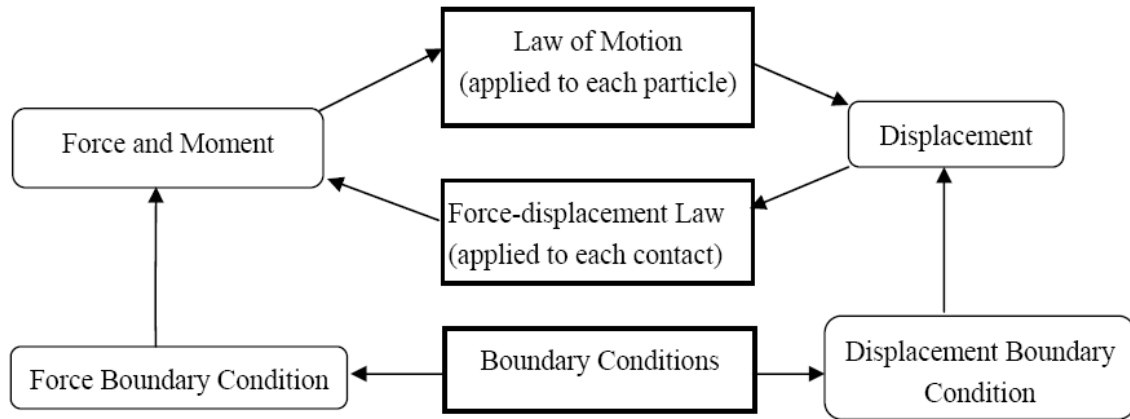 Law of Motion
(applied to each particle)
Force and Moment
Displacement
Force-displacement Law
(applied to each contact)
Force Boundary Condition
Boundary Conditions
Displacement Boundary
Condition